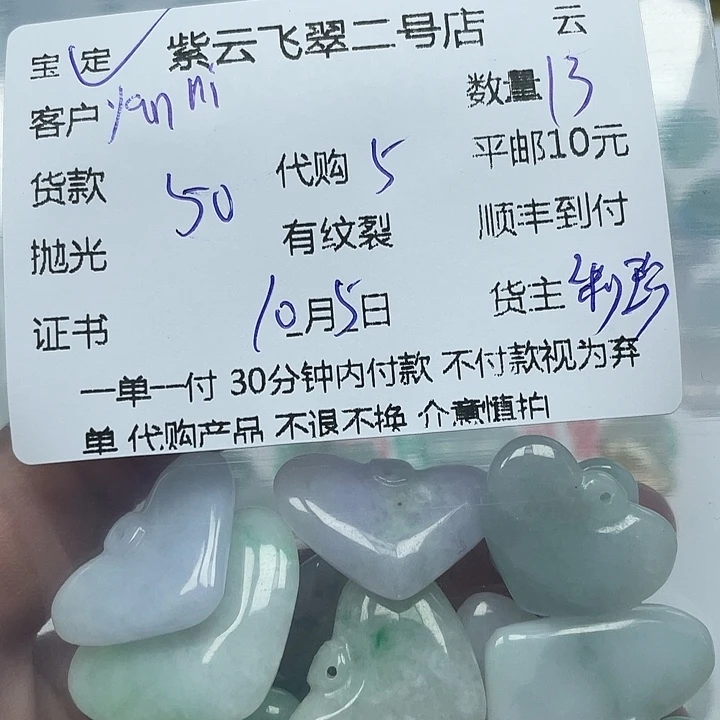 紫云飞翠二号店 云
宝 定 数量 13
客户 yan ni 平邮10元
货款 50 代购 5 顺丰到付
抛光 有纹裂
证书 10月5日 货主
一单一付 30分钟内付款 不付款视为弃
单 代购产品 不退不换 介意慎拍